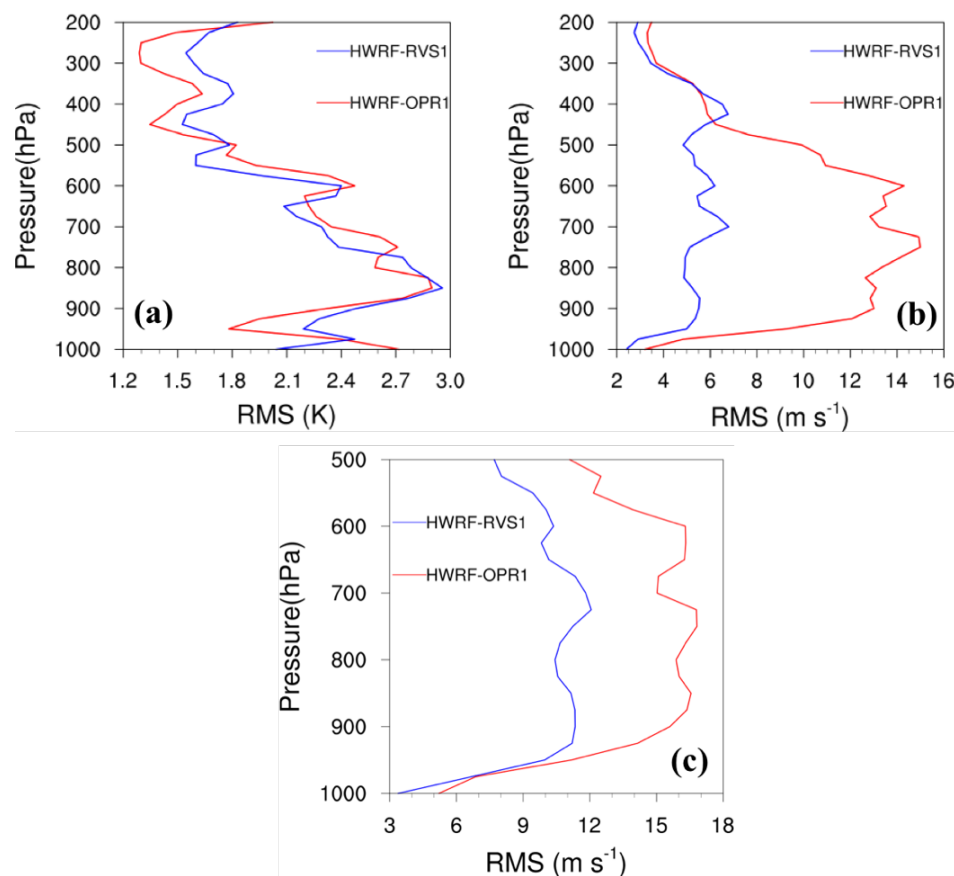 200
300
400
500
600
700
800
900
1000
Pressure(hPa)
HWRF-RVS1
HWRF-OPR1
(a)
1.2 1.5 1.8 2.1 2.4 2.7 3.0
RMS (K)
200
300
400
500
600
700
800
900
1000
Pressure(hPa)
HWRF-RVS1
HWRF-OPR1
(b)
2 4 6 8 10 12 14 16
RMS (m s⁻¹)
500
600
700
800
900
1000
Pressure(hPa)
HWRF-RVS1
HWRF-OPR1
(c)
3 6 9 12 15 18
RMS (m s⁻¹)